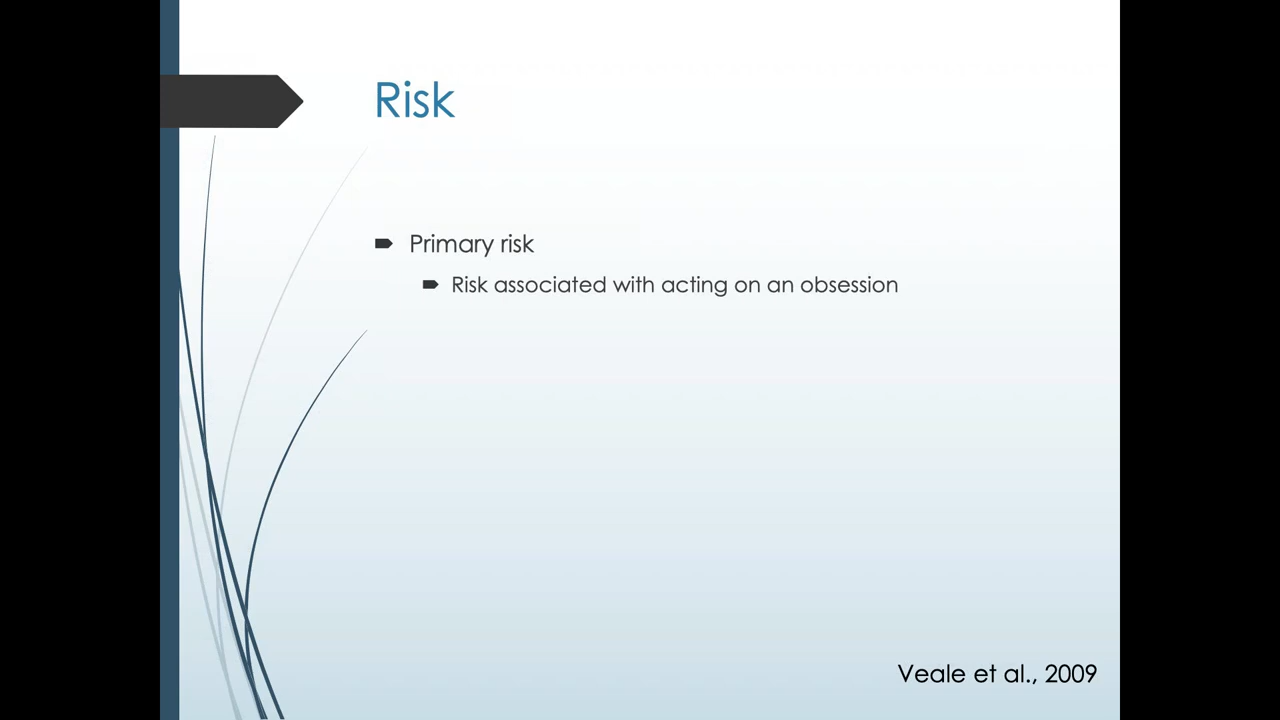 Risk
Primary risk
Risk associated with acting on an obsession
Veale et al., 2009